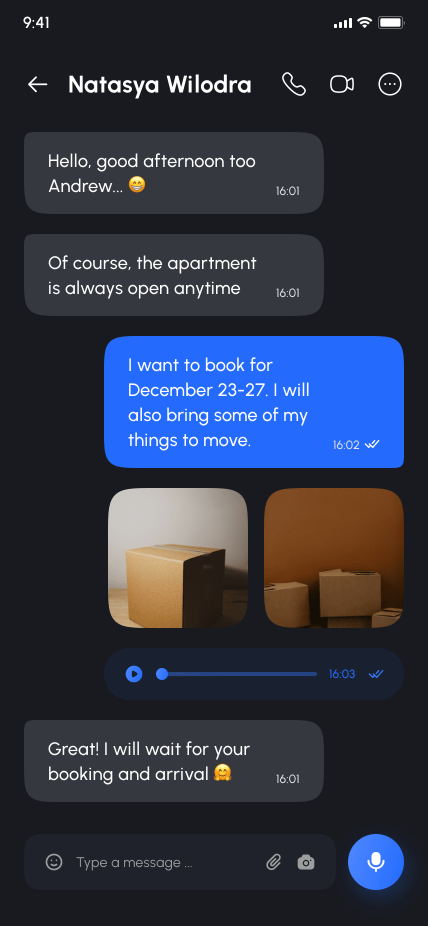 9:41
Natasya Wilodra
Hello, good afternoon too
Andrew... 😁
16:01
Of course, the apartment
is always open anytime
16:01
I want to book for
December 23-27. I will
also bring some of my
things to move.
16:02
16:03
Great! I will wait for your
booking and arrival 🤗
16:01
Type a message ...